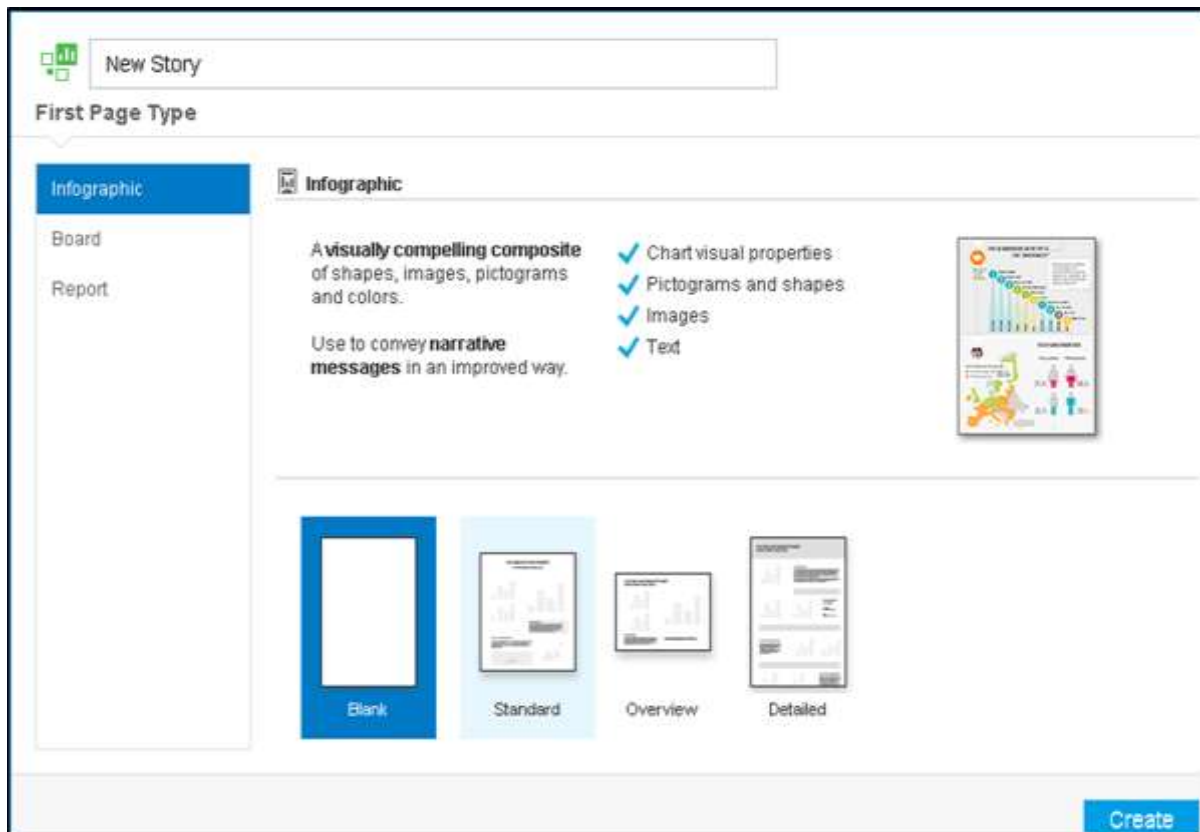 New Story
First Page Type
Infographic
Board
Report
Infographic
A visually compelling composite
of shapes, images, pictograms
and colors.
Use to convey narrative
messages in an improved way.
Chart visual properties
Pictograms and shapes
Images
Text
Blank
Standard
Overview
Detailed
Create